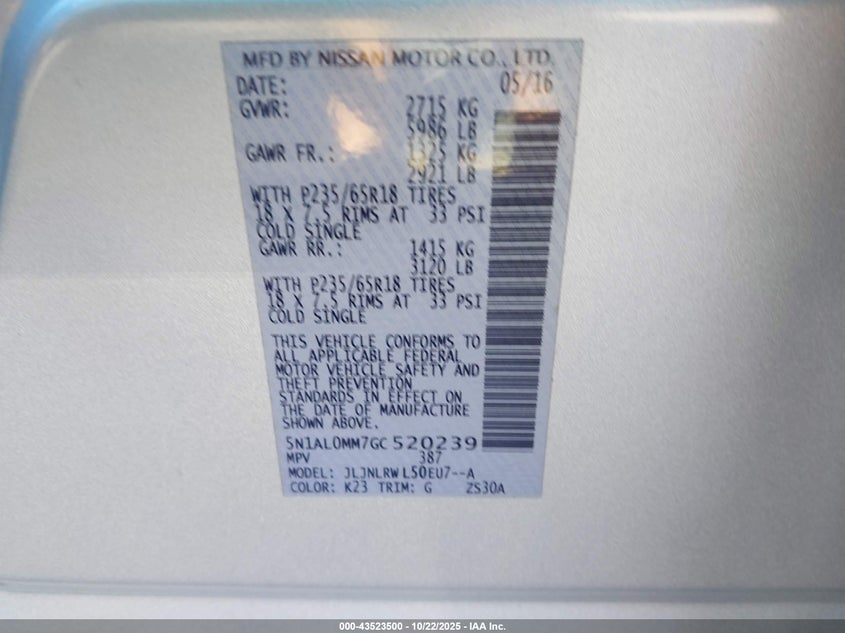 MFD BY NISSAN MOTOR CO., LTD.
DATE: 05/16
GVWR: 2715 KG
5986 LB
GAWR FR.: 1325 KG
2921 LB
WITH P235/65R18 TIRES
18 X 7.5 RIMS AT 33 PSI
COLD SINGLE
GAWR RR.: 1415 KG
3120 LB
WITH P235/65R18 TIRES
18 X 7.5 RIMS AT 33 PSI
COLD SINGLE
THIS VEHICLE CONFORMS TO
ALL APPLICABLE FEDERAL
MOTOR VEHICLE SAFETY AND
THEFT PREVENTION
STANDARDS IN EFFECT ON
THE DATE OF MANUFACTURE
SHOWN ABOVE.
5N1AL0MM7GC520239
MPV 387
MODEL: JLJNLRW L50EU7--A
COLOR: K23 TRIM: G ZS30A
000-43523500 - 10/22/2025 - IAA Inc.